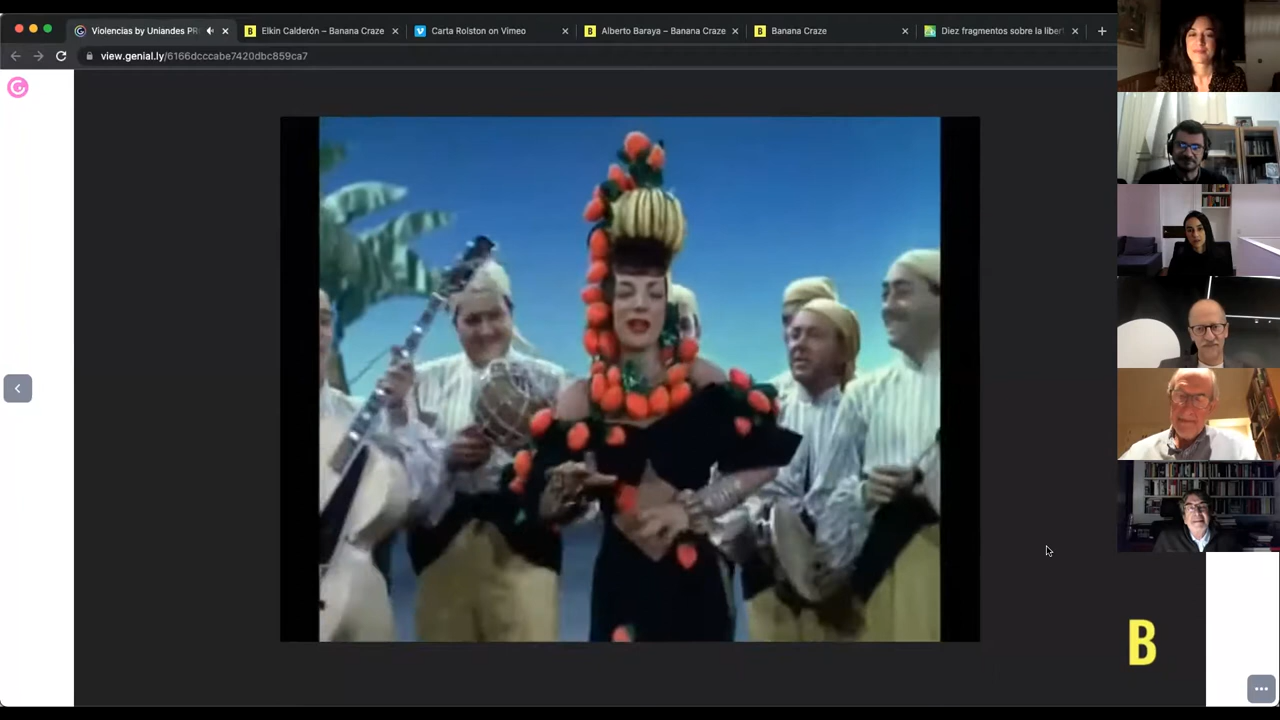 Violencias by Uniandes PR
Elkin Calderón – Banana Craze
Carta Rolston on Vimeo
Alberto Baraya – Banana Craze
Banana Craze
Diez fragmentos sobre la liber
view.genial.ly/6166dcccabe7420dbc859ca7
B